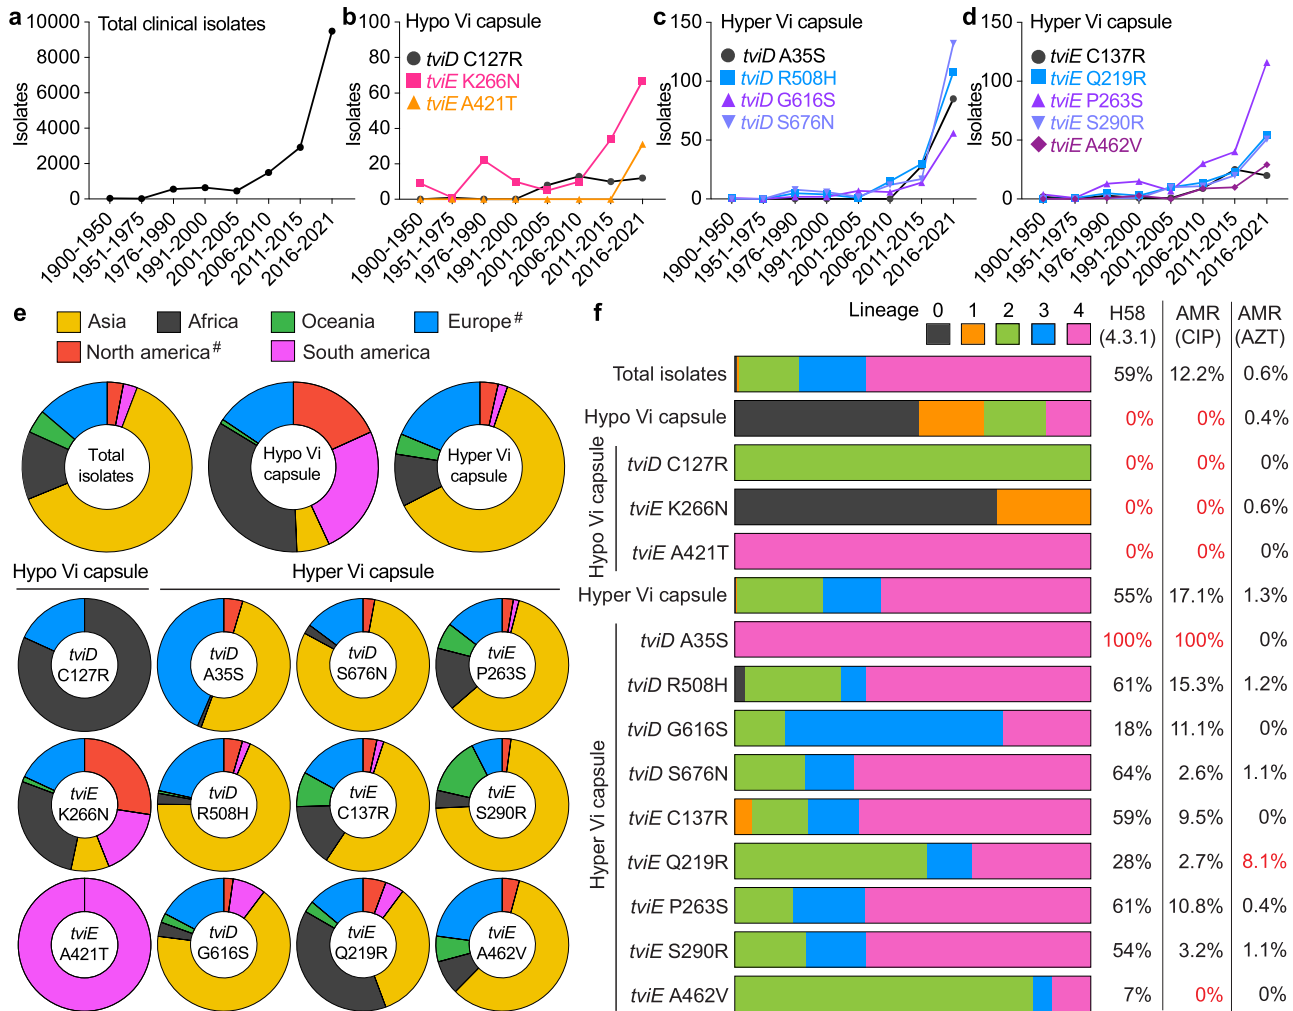 a
Total clinical isolates
Isolates
10000
8000
6000
4000
2000
0
1900-1950
1951-1975
1976-1990
1991-2000
2001-2005
2006-2010
2011-2015
2016-2021
b
Hypo Vi capsule
Isolates
100
80
60
40
20
0
tviD C127R
tviE K266N
tviE A421T
1900-1950
1951-1975
1976-1990
1991-2000
2001-2005
2006-2010
2011-2015
2016-2021
c
Hyper Vi capsule
Isolates
150
100
50
0
tviD A35S
tviD R508H
tviD G616S
tviD S676N
1900-1950
1951-1975
1976-1990
1991-2000
2001-2005
2006-2010
2011-2015
2016-2021
d
Hyper Vi capsule
Isolates
150
100
50
0
tviE C137R
tviE Q219R
tviE P263S
tviE S290R
tviE A462V
1900-1950
1951-1975
1976-1990
1991-2000
2001-2005
2006-2010
2011-2015
2016-2021
e
Asia
Africa
Oceania
Europe#
North america#
South america
Total
isolates
Hypo Vi
capsule
Hyper Vi
capsule
Hypo Vi capsule
Hyper Vi capsule
tviD
C127R
tviD
A35S
tviD
S676N
tviE
P263S
tviE
K266N
tviD
R508H
tviE
C137R
tviE
S290R
tviE
A421T
tviD
G616S
tviE
Q219R
tviE
A462V
f
Lineage 0 1 2 3 4
H58
(4.3.1)
AMR
(CIP)
AMR
(AZT)
Total isolates 59% 12.2% 0.6%
Hypo Vi capsule 0% 0% 0.4%
Hypo Vi capsule
tviD C127R 0% 0% 0%
tviE K266N 0% 0% 0.6%
tviE A421T 0% 0% 0%
Hyper Vi capsule 55% 17.1% 1.3%
Hyper Vi capsule
tviD A35S 100% 100% 0%
tviD R508H 61% 15.3% 1.2%
tviD G616S 18% 11.1% 0%
tviD S676N 64% 2.6% 1.1%
tviE C137R 59% 9.5% 0%
tviE Q219R 28% 2.7% 8.1%
tviE P263S 61% 10.8% 0.4%
tviE S290R 54% 3.2% 1.1%
tviE A462V 7% 0% 0%